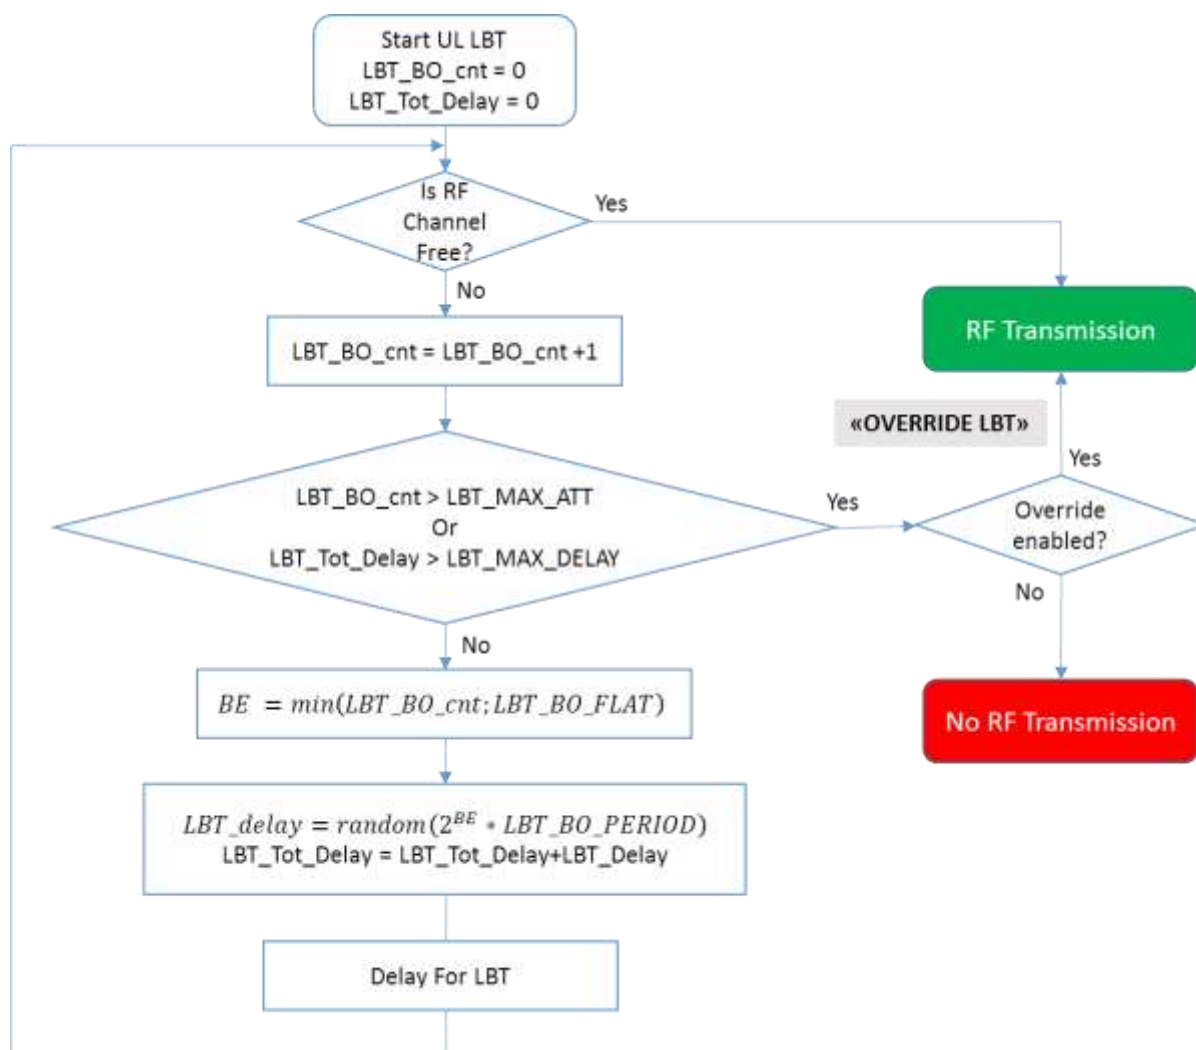 Start UL LBT
LBT_BO_cnt = 0
LBT_Tot_Delay = 0
Is RF
Channel
Free?
Yes
No
RF Transmission
LBT_BO_cnt = LBT_BO_cnt +1
«OVERRIDE LBT»
Yes
LBT_BO_cnt > LBT_MAX_ATT
Or
LBT_Tot_Delay > LBT_MAX_DELAY
Yes
Override
enabled?
No
No
BE = min(LBT_BO_cnt; LBT_BO_FLAT)
No RF Transmission
LBT_delay = random(2^BE * LBT_BO_PERIOD)
LBT_Tot_Delay = LBT_Tot_Delay+LBT_Delay
Delay For LBT